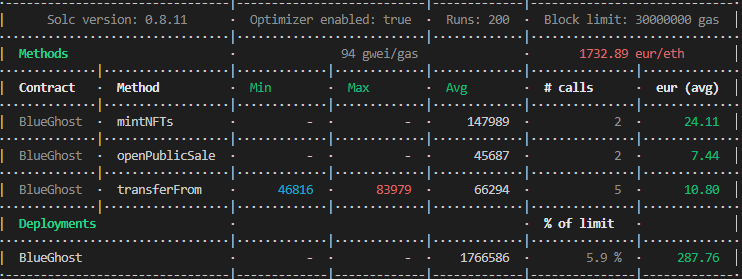 Solc version: 0.8.11 · Optimizer enabled: true · Runs: 200 · Block limit: 30000000 gas
Methods · 94 gwei/gas · 1732.89 eur/eth
Contract · Method · Min · Max · Avg · # calls · eur (avg)
BlueGhost · mintNFTs · - · - · 147989 · 2 · 24.11
BlueGhost · openPublicSale · - · - · 45687 · 2 · 7.44
BlueGhost · transferFrom · 46816 · 83979 · 66294 · 5 · 10.80
Deployments · % of limit ·
BlueGhost · - · - · 1766586 · 5.9 % · 287.76